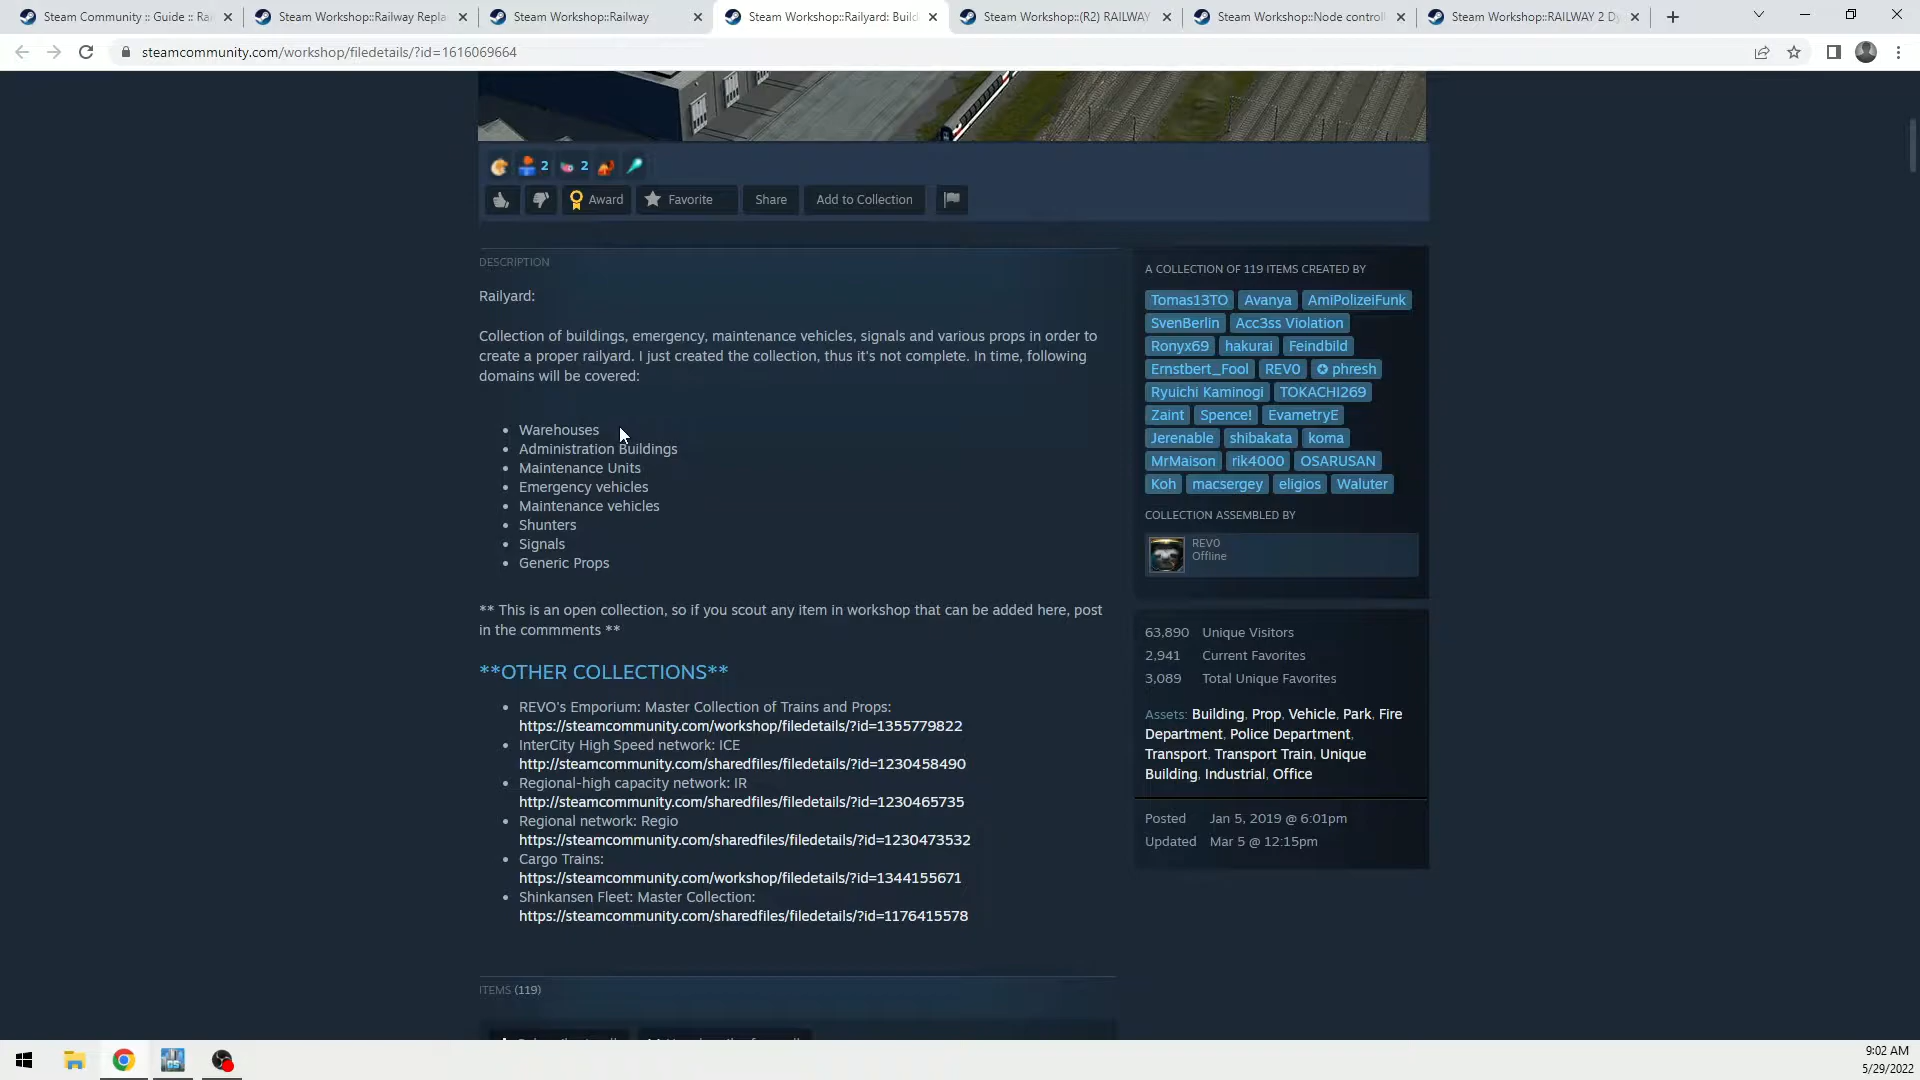 Steam Community :: Guide :: Ra
Steam Workshop::Railway Repla
Steam Workshop::Railway
Steam Workshop::Railyard: Build
Steam Workshop::(R2) RAILWAY
Steam Workshop::Node controll
Steam Workshop::RAILWAY 2 Dy
steamcommunity.com/workshop/filedetails/?id=1616069664
2
2
Award
Favorite
Share
Add to Collection
DESCRIPTION
Railyard:
Collection of buildings, emergency, maintenance vehicles, signals and various props in order to
create a proper railyard. I just created the collection, thus it's not complete. In time, following
domains will be covered:
Warehouses
Administration Buildings
Maintenance Units
Emergency vehicles
Maintenance vehicles
Shunters
Signals
Generic Props
** This is an open collection, so if you scout any item in workshop that can be added here, post
in the commments **
**OTHER COLLECTIONS**
REVO's Emporium: Master Collection of Trains and Props:
https://steamcommunity.com/workshop/filedetails/?id=1355779822
InterCity High Speed network: ICE
http://steamcommunity.com/sharedfiles/filedetails/?id=1230458490
Regional-high capacity network: IR
http://steamcommunity.com/sharedfiles/filedetails/?id=1230465735
Regional network: Regio
https://steamcommunity.com/sharedfiles/filedetails/?id=1230473532
Cargo Trains:
https://steamcommunity.com/workshop/filedetails/?id=1344155671
Shinkansen Fleet: Master Collection:
https://steamcommunity.com/sharedfiles/filedetails/?id=1176415578
ITEMS (119)
A COLLECTION OF 119 ITEMS CREATED BY
Tomas13TO Avanya AmiPolizeiFunk
SvenBerlin Acc3ss Violation
Ronyx69 hakurai Feindbild
Ernstbert_Fool REV0 ✪ phresh
Ryuichi Kaminogi TOKACHI269
Zaint Spence! EvametryE
Jerenable shibakata koma
MrMaison rik4000 OSARUSAN
Koh macsergey eligios Waluter
COLLECTION ASSEMBLED BY
REV0
Offline
63,890 Unique Visitors
2,941 Current Favorites
3,089 Total Unique Favorites
Assets: Building, Prop, Vehicle, Park, Fire
Department, Police Department,
Transport, Transport Train, Unique
Building, Industrial, Office
Posted Jan 5, 2019 @ 6:01pm
Updated Mar 5 @ 12:15pm
9:02 AM
5/29/2022